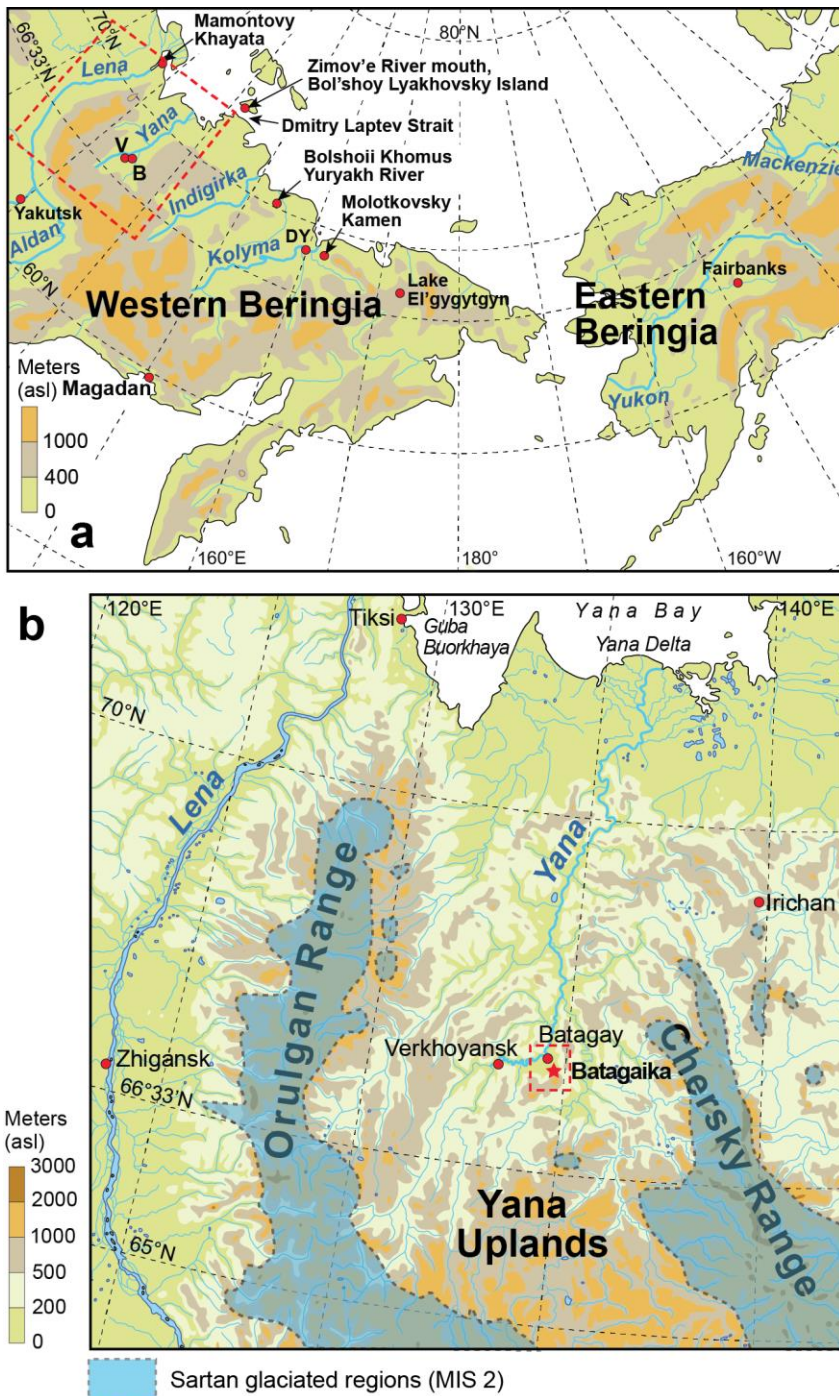 a
66°33'N
70°N
80°N
Mamontovy
Khayata
Lena
Zimov'e River mouth,
Bol'shoy Lyakhovsky Island
Dmitry Laptev Strait
Yana
V
B
Bolshoii Khomus
Yuryakh River
Mackenzie
Yakutsk
Indigirka
Molotkovsky
Kamen
Aldan
DY
Kolyma
60°N
Lake
El'gygytgyn
Fairbanks
Western Beringia
Eastern
Beringia
Meters
(asl)
Magadan
Yukon
1000
400
0
160°E
180°
160°W
b
120°E
Tiksi
130°E
Guba
Buorkhaya
Yana Bay
Yana Delta
140°E
70°N
Lena
Yana
Irichan
Orulgan Range
Zhigansk
Verkhoyansk
Batagay
Batagaika
Chersky Range
66°33'N
Meters
(asl)
3000
2000
1000
500
200
0
65°N
Yana
Uplands
Sartan glaciated regions (MIS 2)